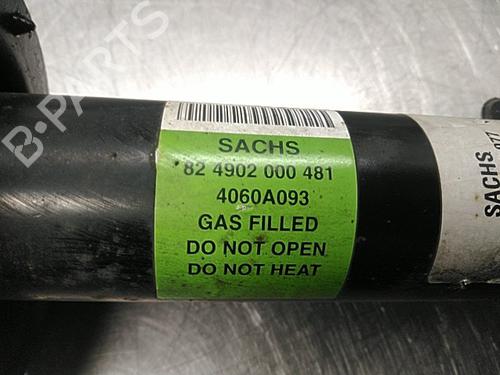 B-PARTS
SACHS
82 4902 000 481
4060A093
GAS FILLED
DO NOT OPEN
DO NOT HEAT
SACHS